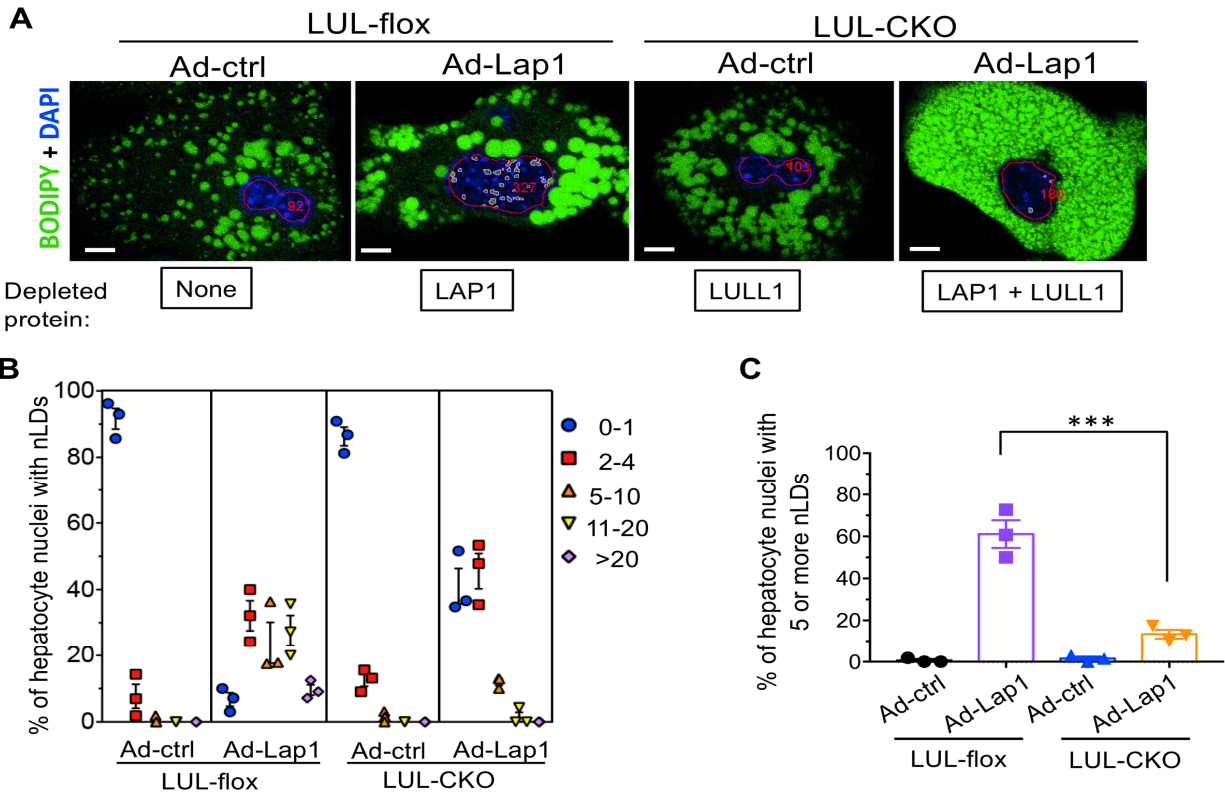 A
LUL-flox
LUL-CKO
Ad-ctrl
Ad-Lap1
Ad-ctrl
Ad-Lap1
BODIPY + DAPI
92
327
102
180
Depleted protein:
None
LAP1
LULL1
LAP1 + LULL1
B
% of hepatocyte nuclei with nLDs
100
80
60
40
20
0
0-1
2-4
5-10
11-20
>20
Ad-ctrl
Ad-Lap1
Ad-ctrl
Ad-Lap1
LUL-flox
LUL-CKO
C
% of hepatocyte nuclei with
5 or more nLDs
***
100
80
60
40
20
0
Ad-ctrl
Ad-Lap1
Ad-ctrl
Ad-Lap1
LUL-flox
LUL-CKO